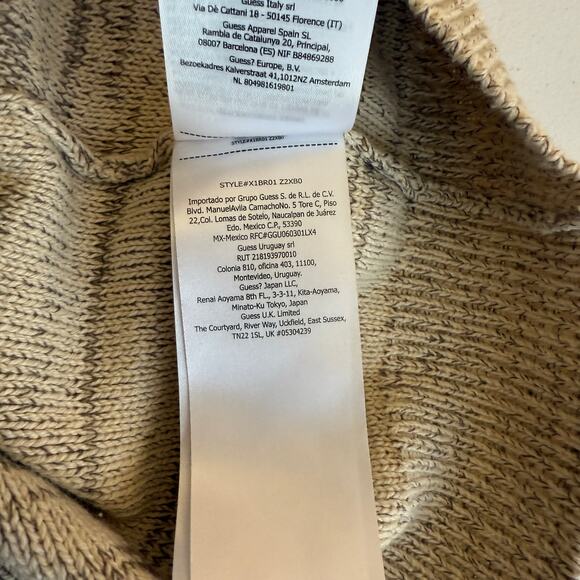 Guess Italy srl
Via Dè Cattani 18 - 50145 Florence (IT)
Guess Apparel Spain SL
Rambla de Catalunya 20, Principal,
08007 Barcelona (ES) NIF B84869288
Guess? Europe, B.V.
Bezoekadres Kalverstraat 41,1012NZ Amsterdam
NL 804981619B01
STYLE#X1BR01 Z2XB0
STYLE#X1BR01 Z2XB0
Importado por Grupo Guess S. de R.L. de C.V.
Blvd. ManuelAvila CamachoNo. 5 Tore C, Piso
22,Col. Lomas de Sotelo, Naucalpan de Juárez
Edo. Mexico C.P., 53390
MX-Mexico RFC#GGU060301LX4
Guess Uruguay srl
RUT 218193970010
Colonia 810, oficina 403, 11100,
Montevideo, Uruguay.
Guess? Japan LLC,
Renai Aoyama 8th FL., 3-3-11, Kita-Aoyama,
Minato-Ku Tokyo, Japan
Guess U.K. Limited
The Courtyard, River Way, Uckfield, East Sussex,
TN22 1SL, UK #05304239